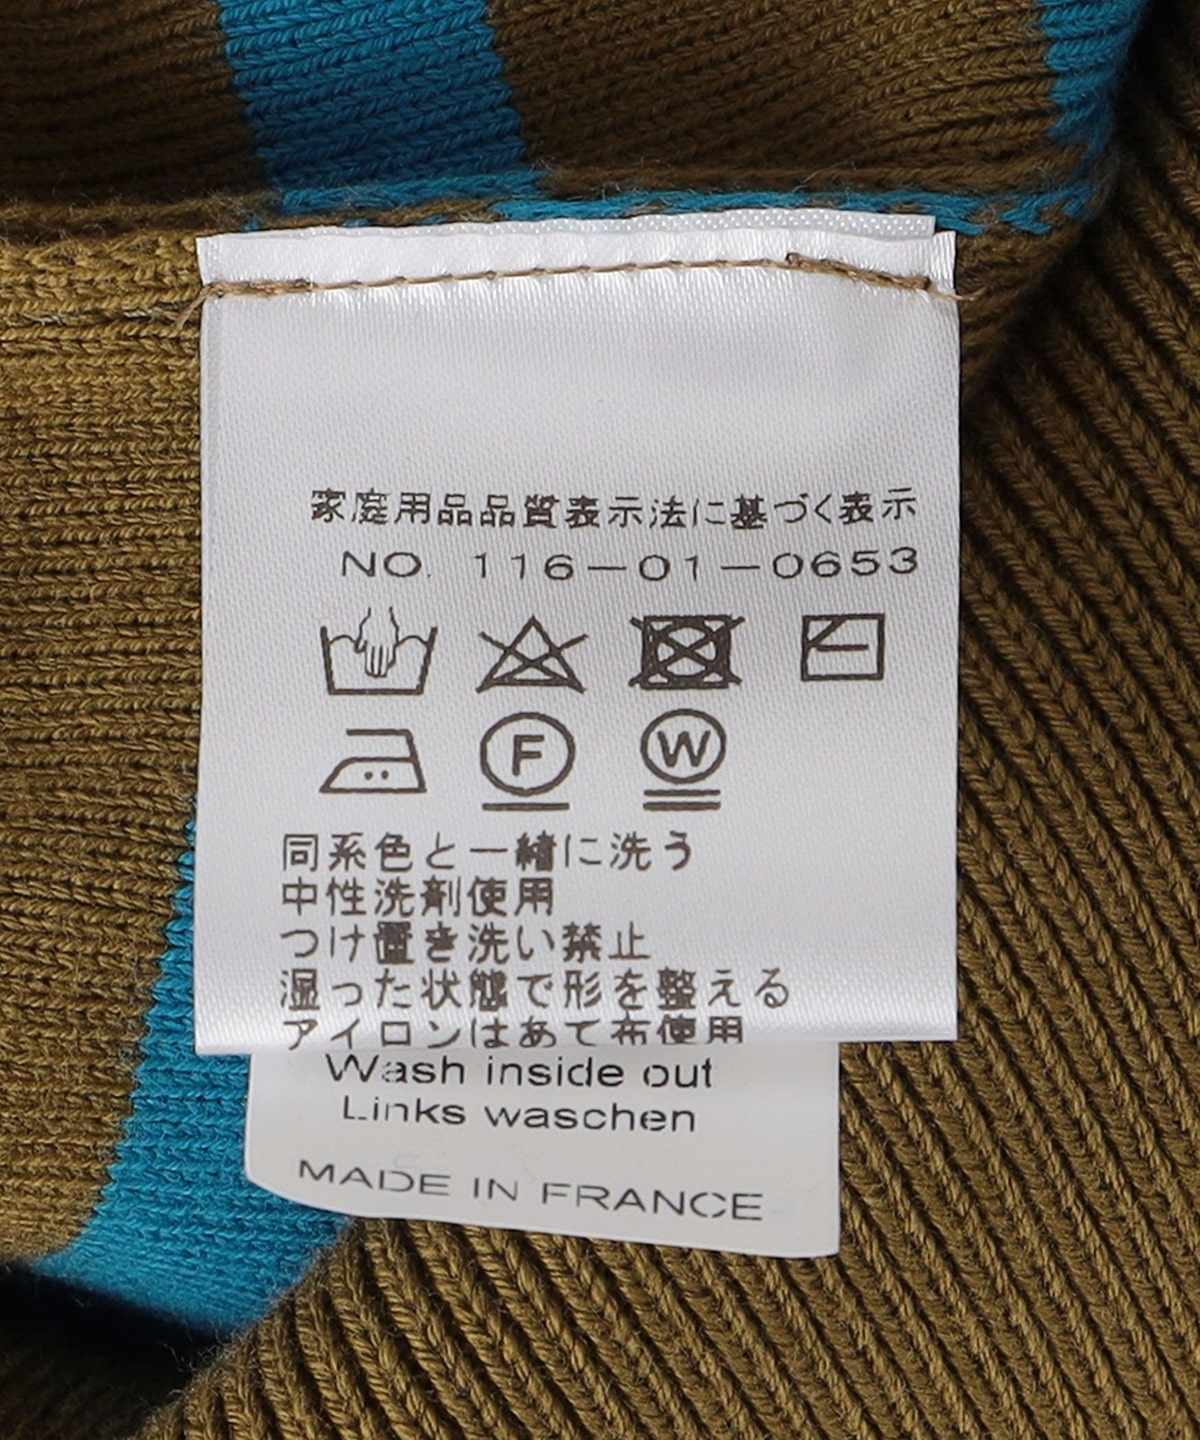 家庭用品品質表示法に基づく表示
NO. 116-01-0653
F
W
同系色と一緒に洗う
中性洗剤使用
つけ置き洗い禁止
湿った状態で形を整える
アイロンはあて布使用
Wash inside out
Links waschen
MADE IN FRANCE